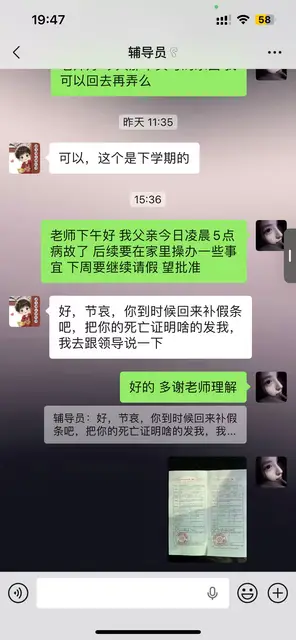 19:47
58
辅导员
可以回去再弄么
昨天 11:35
可以，这个是下学期的
15:36
老师下午好 我父亲今日凌晨5点
病故了 后续要在家里操办一些事
宜 下周要继续请假 望批准
好，节哀，你到时候回来补假条
吧，把你的死亡证明啥的发我，
我去跟领导说一下
好的 多谢老师理解
辅导员：好，节哀，你到时候回来补假
条吧，把你的死亡证明啥的发我，我...